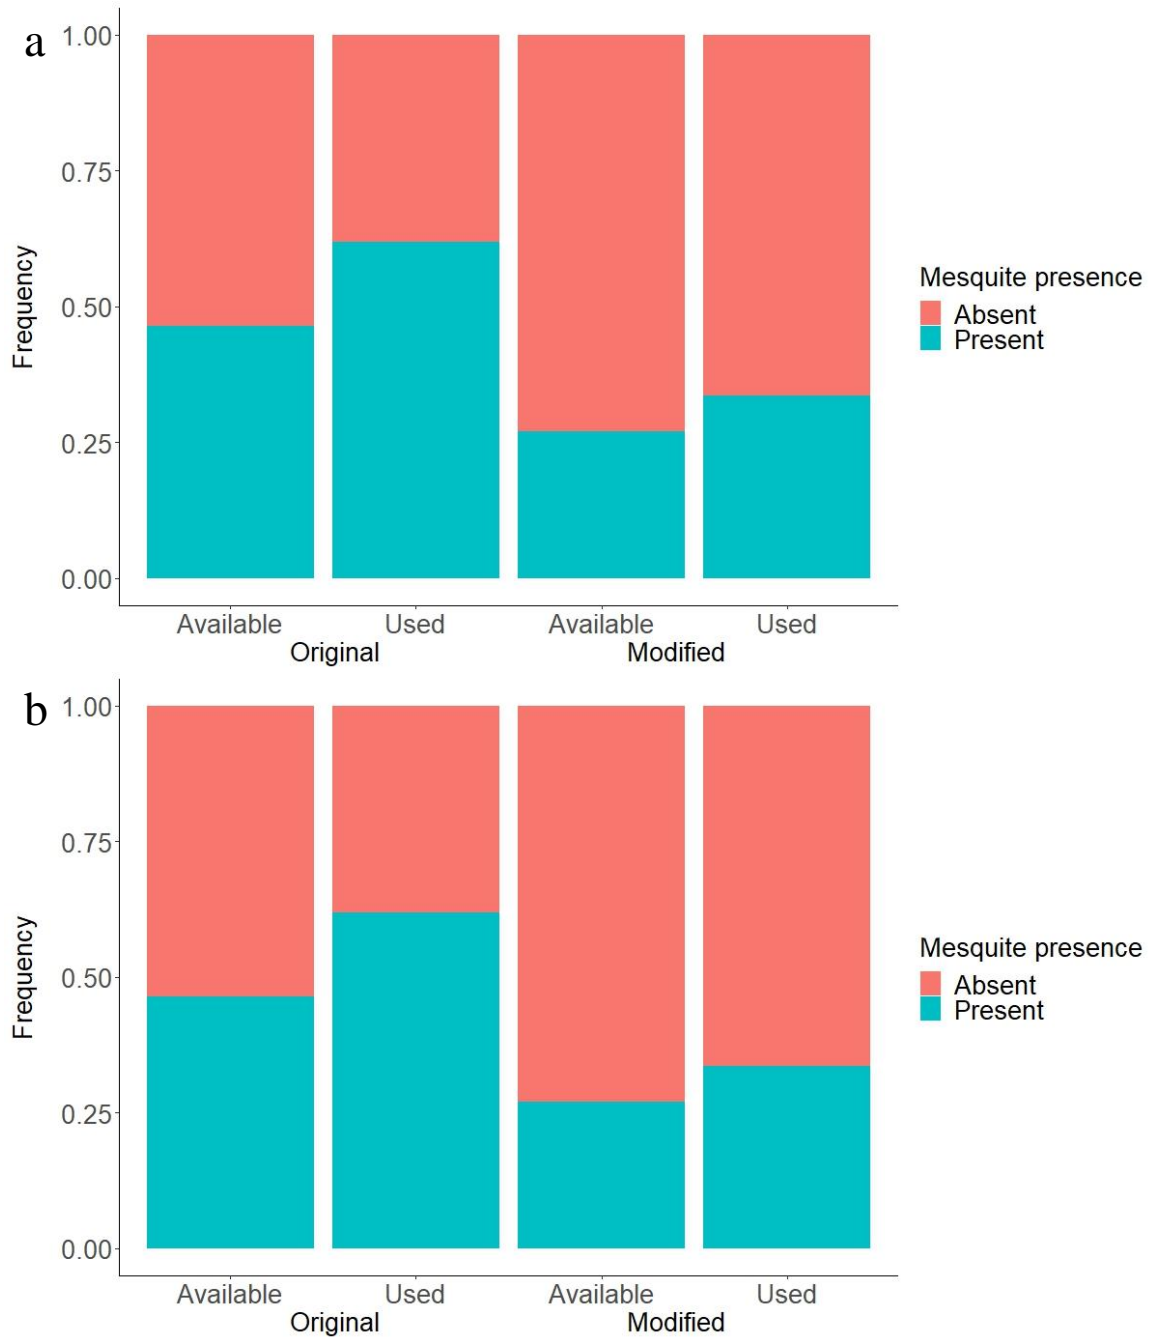 a
1.00
0.75
0.50
0.25
0.00
Frequency
Available Used Available Used
Original Modified
Mesquite presence
Absent
Present
b
1.00
0.75
0.50
0.25
0.00
Frequency
Available Used Available Used
Original Modified
Mesquite presence
Absent
Present